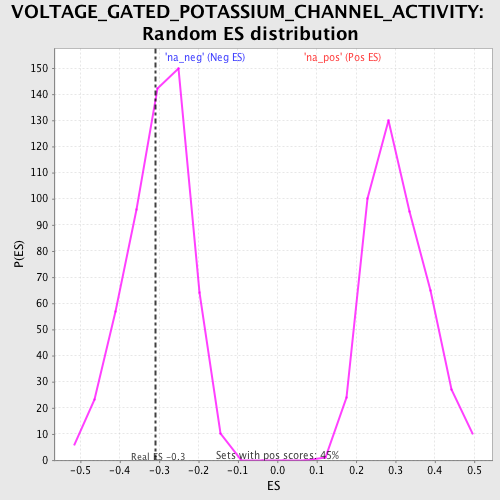 VOLTAGE_GATED_POTASSIUM_CHANNEL_ACTIVITY:
Random ES distribution
'na_neg' (Neg ES) 'na_pos' (Pos ES)
150
140
130
120
110
100
90
80
70
60
50
40
30
20
10
0
P(ES)
Real ES -0.3 Sets with pos scores: 45%
-0.5 -0.4 -0.3 -0.2 -0.1 0.0 0.1 0.2 0.3 0.4 0.5
ES